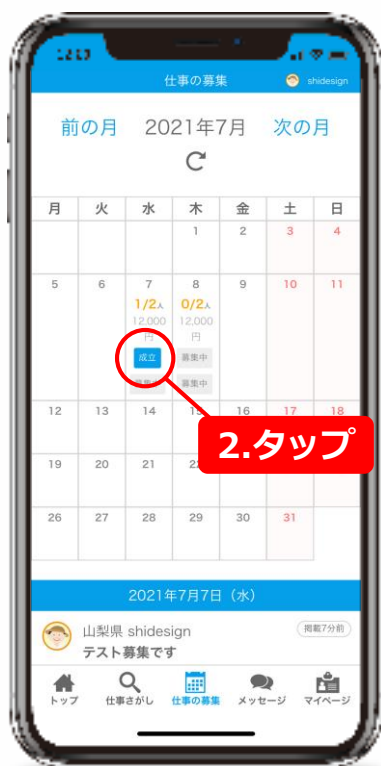 仕事の募集 shidesign
前の月 2021年7月 次の月
月 火 水 木 金 土 日
1 2 3 4
5 6 7 8 9 10 11
1/2人 0/2人
12,000 12,000
円 円
成立 募集中
募集中
12 13 14 15 16 17 18
2.タップ
19 20 21
26 27 28 29 30 31
2021年7月7日（水）
山梨県 shidesign 掲載7分前
テスト募集です
トップ 仕事さがし 仕事の募集 メッセージ マイページ